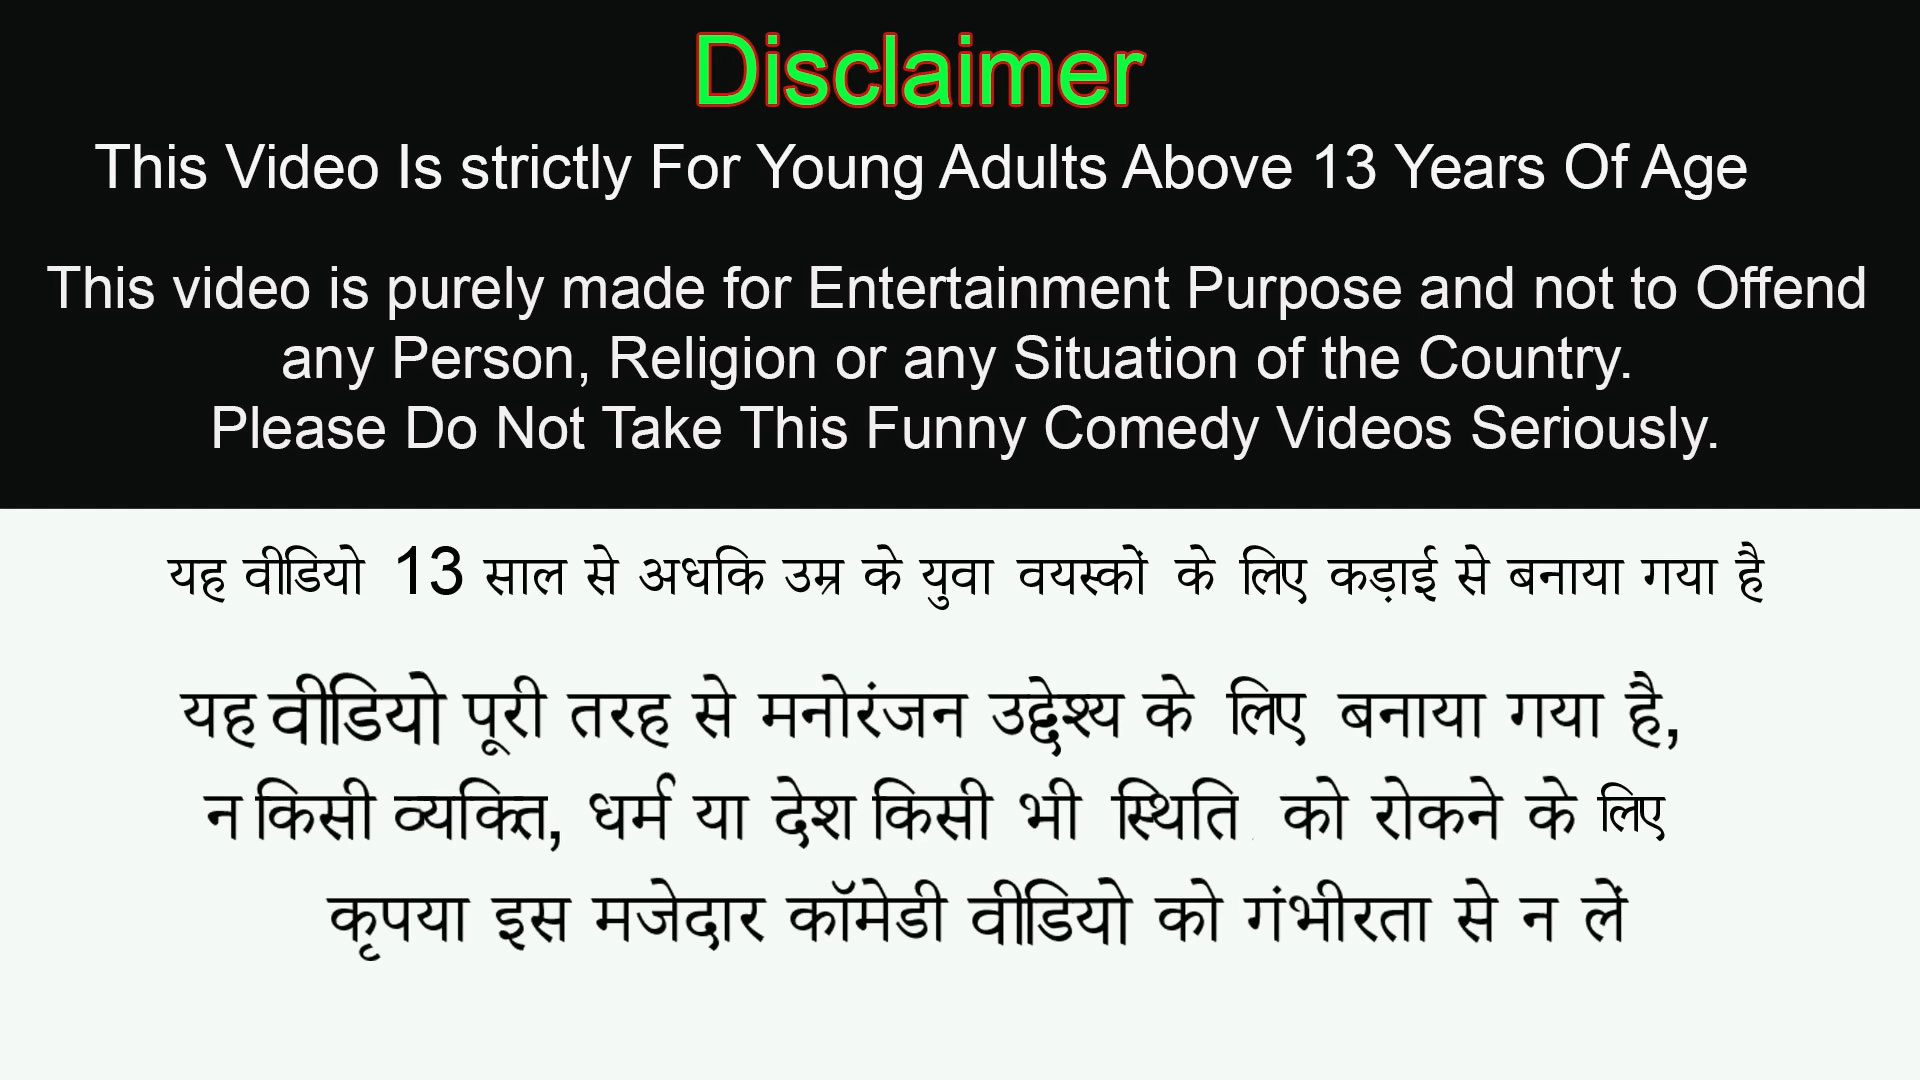 Disclaimer
This Video Is strictly For Young Adults Above 13 Years Of Age
This video is purely made for Entertainment Purpose and not to Offend
any Person, Religion or any Situation of the Country.
Please Do Not Take This Funny Comedy Videos Seriously.
यह वीडियो 13 साल से अधकि उम्र के युवा वयस्कों के लिए कड़ाई से बनाया गया है
यह वीडियो पूरी तरह से मनोरंजन उद्देश्य के लिए बनाया गया है,
न किसी व्यक्ति, धर्म या देश किसी भी स्थिति को रोकने के लिए
कृपया इस मजेदार कॉमेडी वीडियो को गंभीरता से न लें